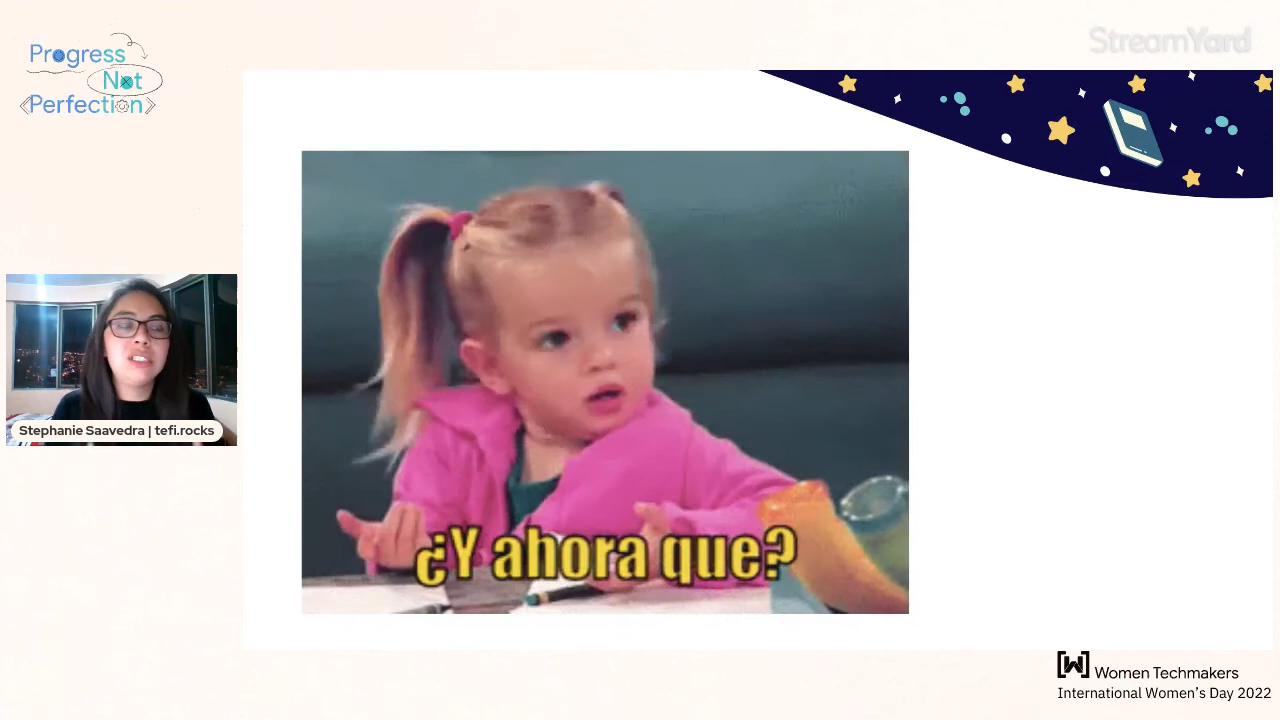 Progress
Not
Perfection
StreamYard
Stephanie Saavedra | tefi.rocks
¿Y ahora que?
[W] Women Techmakers
International Women's Day 2022